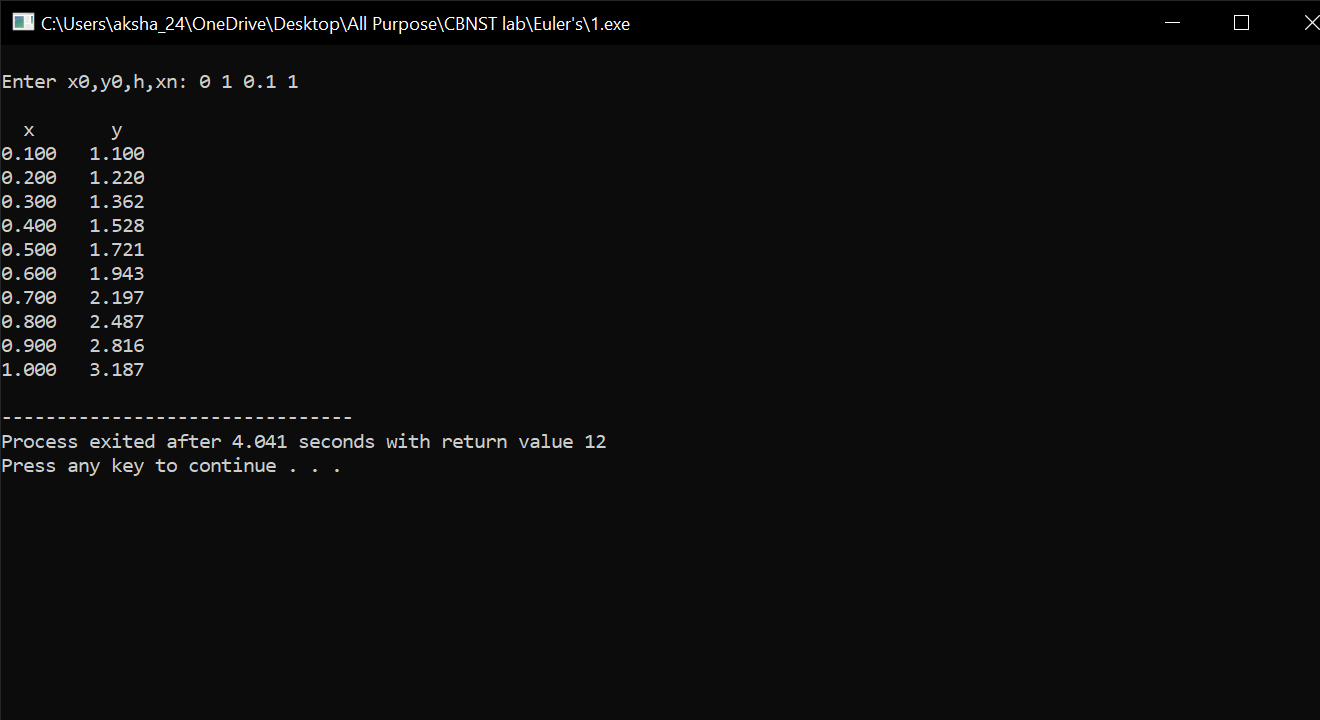 C:\Users\aksha_24\OneDrive\Desktop\All Purpose\CBNST lab\Euler's\1.exe
Enter x0,y0,h,xn: 0 1 0.1 1
x y
0.100 1.100
0.200 1.220
0.300 1.362
0.400 1.528
0.500 1.721
0.600 1.943
0.700 2.197
0.800 2.487
0.900 2.816
1.000 3.187
--------------------------------
Process exited after 4.041 seconds with return value 12
Press any key to continue . . .